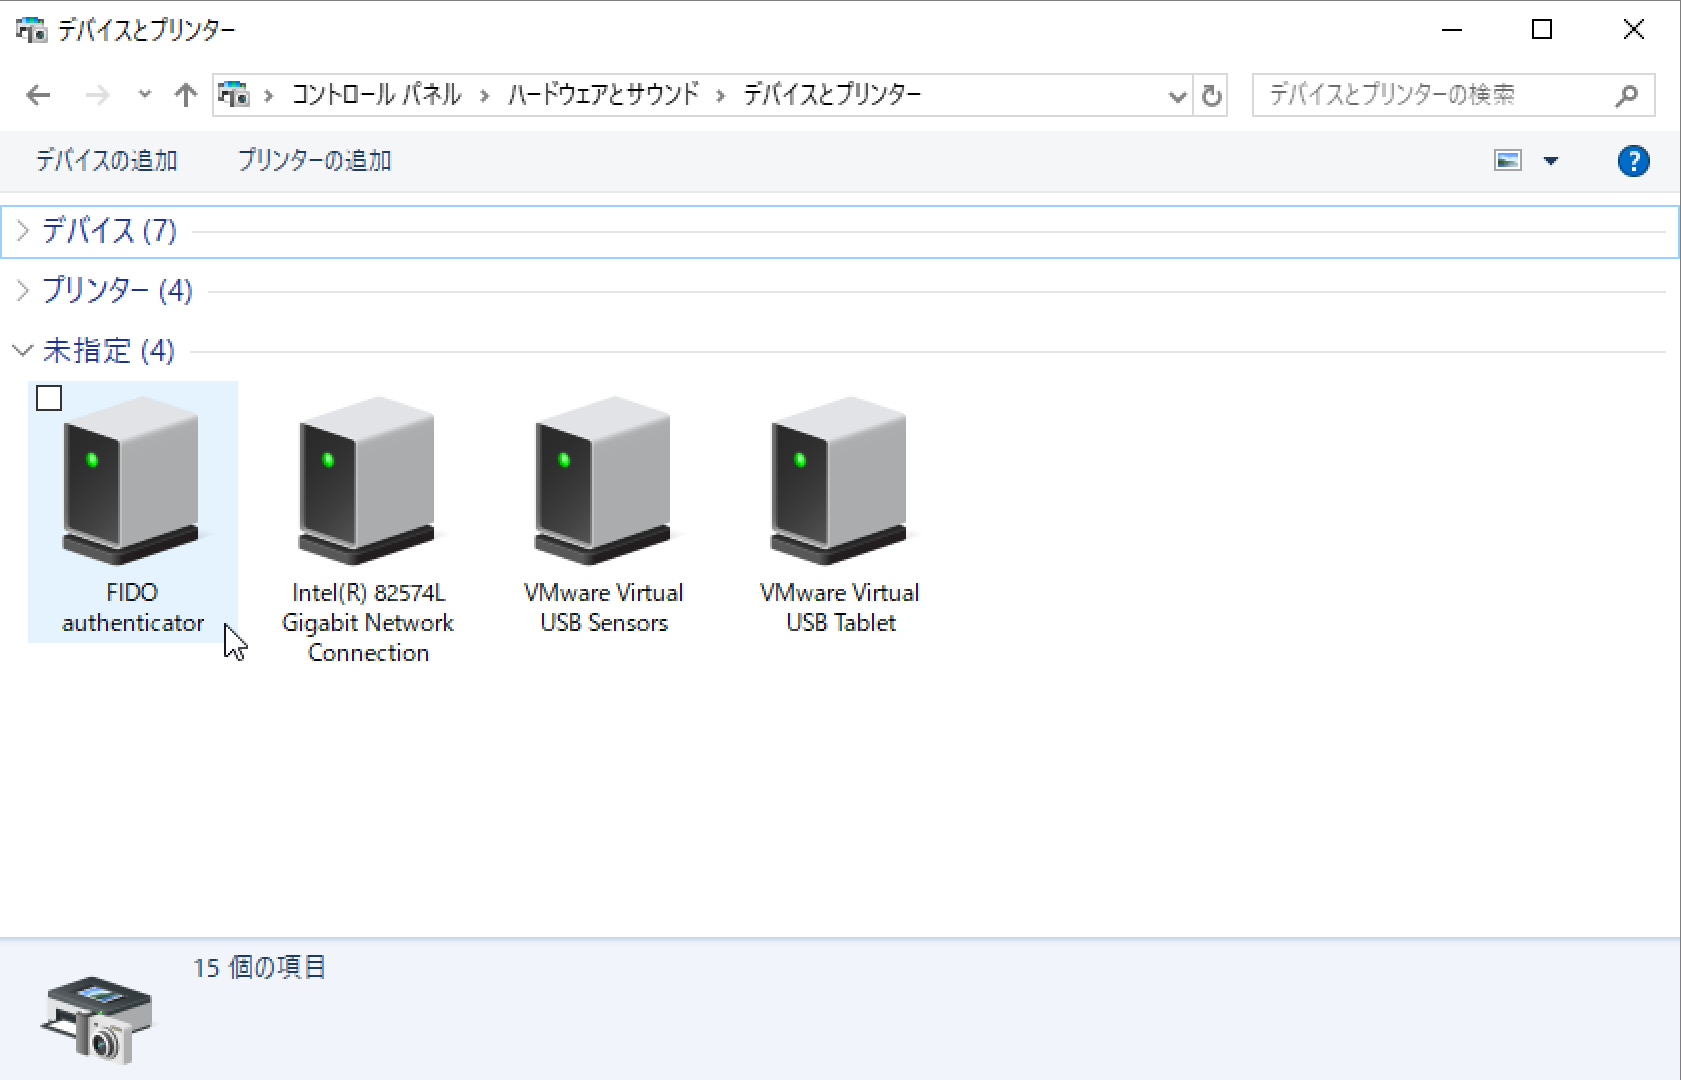 デバイスとプリンター
コントロール パネル › ハードウェアとサウンド › デバイスとプリンター
デバイスとプリンターの検索
デバイスの追加 プリンターの追加
?
デバイス (7)
プリンター (4)
未指定 (4)
FIDO
authenticator
Intel(R) 82574L
Gigabit Network
Connection
VMware Virtual
USB Sensors
VMware Virtual
USB Tablet
15 個の項目